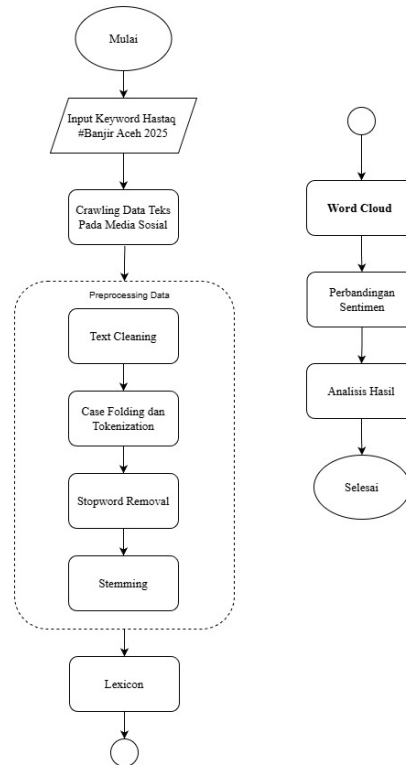 Mulai
Input Keyword Hastaq
#Banjir Aceh 2025
Crawling Data Teks
Pada Media Sosial
Preprocessing Data
Text Cleaning
Case Folding dan
Tokenization
Stopword Removal
Stemming
Lexicon
Word Cloud
Perbandingan
Sentimen
Analisis Hasil
Selesai